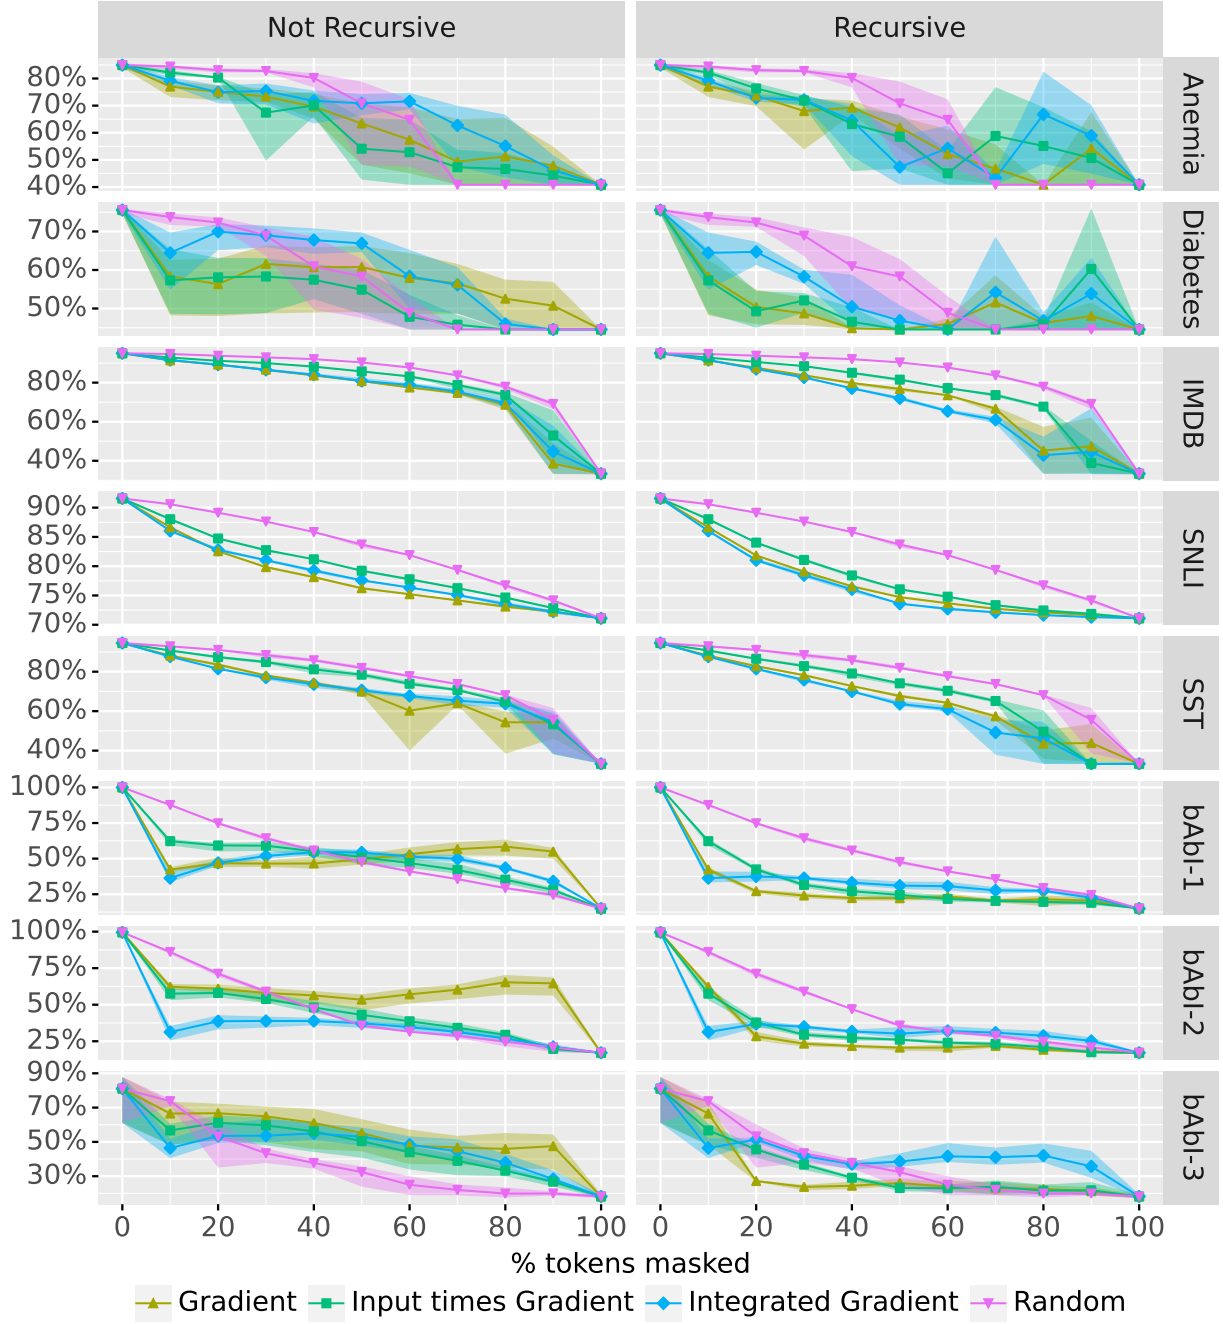 Not Recursive Recursive
80%
70%
60%
50%
40%
Anemia
70%
60%
50%
Diabetes
80%
60%
40%
IMDB
90%
85%
80%
75%
70%
SNLI
80%
60%
40%
SST
100%
75%
50%
25%
bAbI-1
100%
75%
50%
25%
bAbI-2
90%
70%
50%
30%
bAbI-3
0 20 40 60 80 100 0 20 40 60 80 100
% tokens masked
Gradient Input times Gradient Integrated Gradient Random